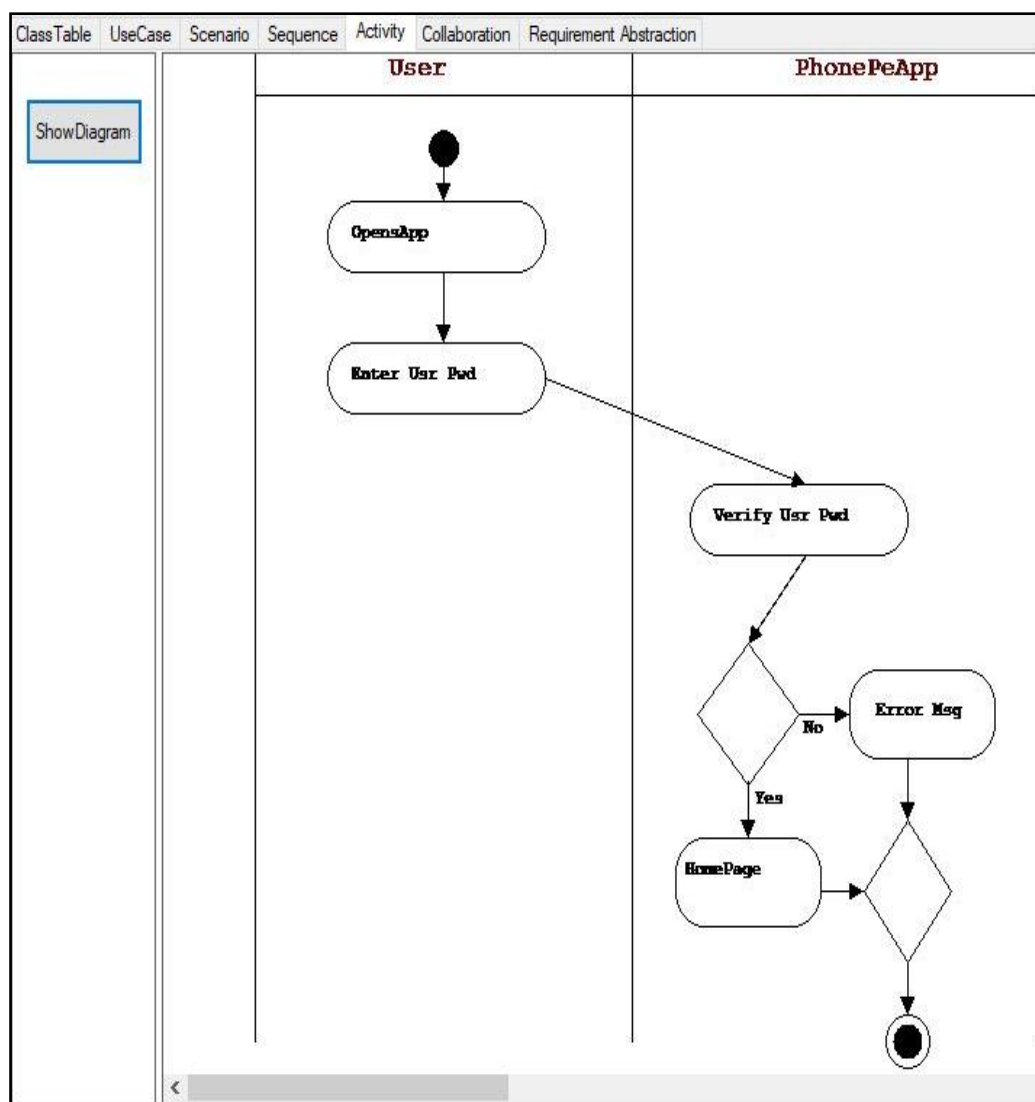 ClassTable UseCase Scenario Sequence Activity Collaboration Requirement Abstraction
ShowDiagram
User PhonePeApp
OpensApp
Enter Usr Pwd
Verify Usr Pwd
Error Msg
No
Yes
HomePage